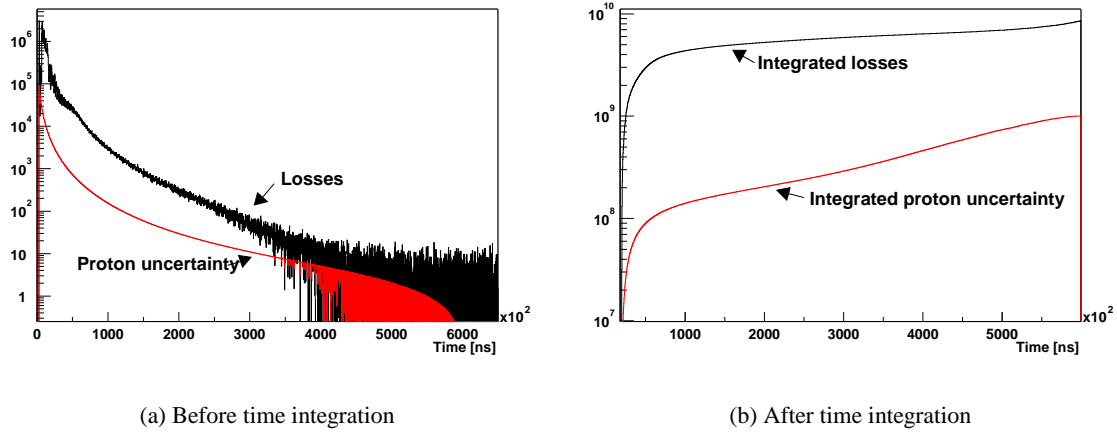 10^6
10^5
10^4
10^3
10^2
10
1
Losses
Proton uncertainty
0 1000 2000 3000 4000 5000 6000
x10^2
Time [ns]
(a) Before time integration
10^10
10^9
10^8
10^7
Integrated losses
Integrated proton uncertainty
1000 2000 3000 4000 5000
x10^2
Time [ns]
(b) After time integration